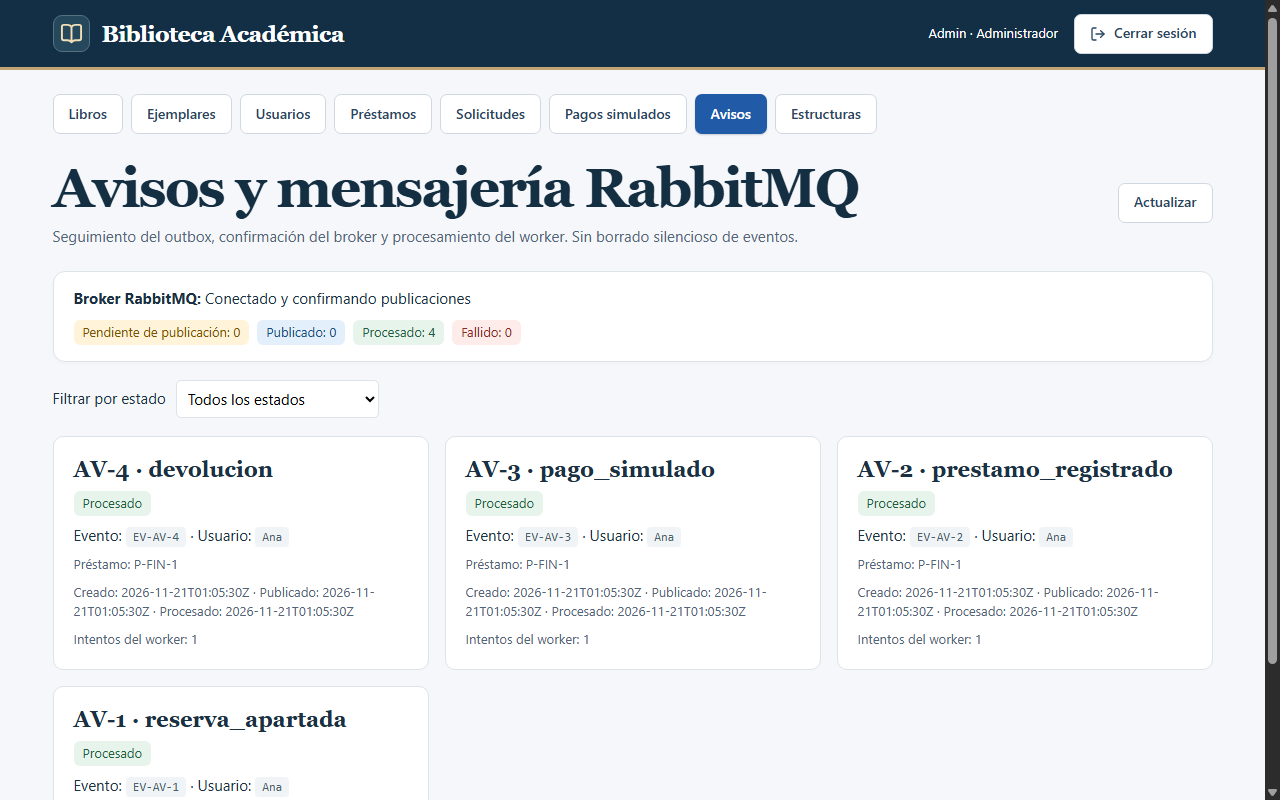 Biblioteca Académica
Admin · Administrador
Cerrar sesión
Libros
Ejemplares
Usuarios
Préstamos
Solicitudes
Pagos simulados
Avisos
Estructuras
Avisos y mensajería RabbitMQ
Actualizar
Seguimiento del outbox, confirmación del broker y procesamiento del worker. Sin borrado silencioso de eventos.
Broker RabbitMQ: Conectado y confirmando publicaciones
Pendiente de publicación: 0
Publicado: 0
Procesado: 4
Fallido: 0
Filtrar por estado
Todos los estados
AV-4 · devolucion
Procesado
Evento: EV-AV-4 · Usuario: Ana
Préstamo: P-FIN-1
Creado: 2026-11-21T01:05:30Z · Publicado: 2026-11-
21T01:05:30Z · Procesado: 2026-11-21T01:05:30Z
Intentos del worker: 1
AV-3 · pago_simulado
Procesado
Evento: EV-AV-3 · Usuario: Ana
Préstamo: P-FIN-1
Creado: 2026-11-21T01:05:30Z · Publicado: 2026-11-
21T01:05:30Z · Procesado: 2026-11-21T01:05:30Z
Intentos del worker: 1
AV-2 · prestamo_registrado
Procesado
Evento: EV-AV-2 · Usuario: Ana
Préstamo: P-FIN-1
Creado: 2026-11-21T01:05:30Z · Publicado: 2026-11-
21T01:05:30Z · Procesado: 2026-11-21T01:05:30Z
Intentos del worker: 1
AV-1 · reserva_apartada
Procesado
Evento: EV-AV-1 · Usuario: Ana